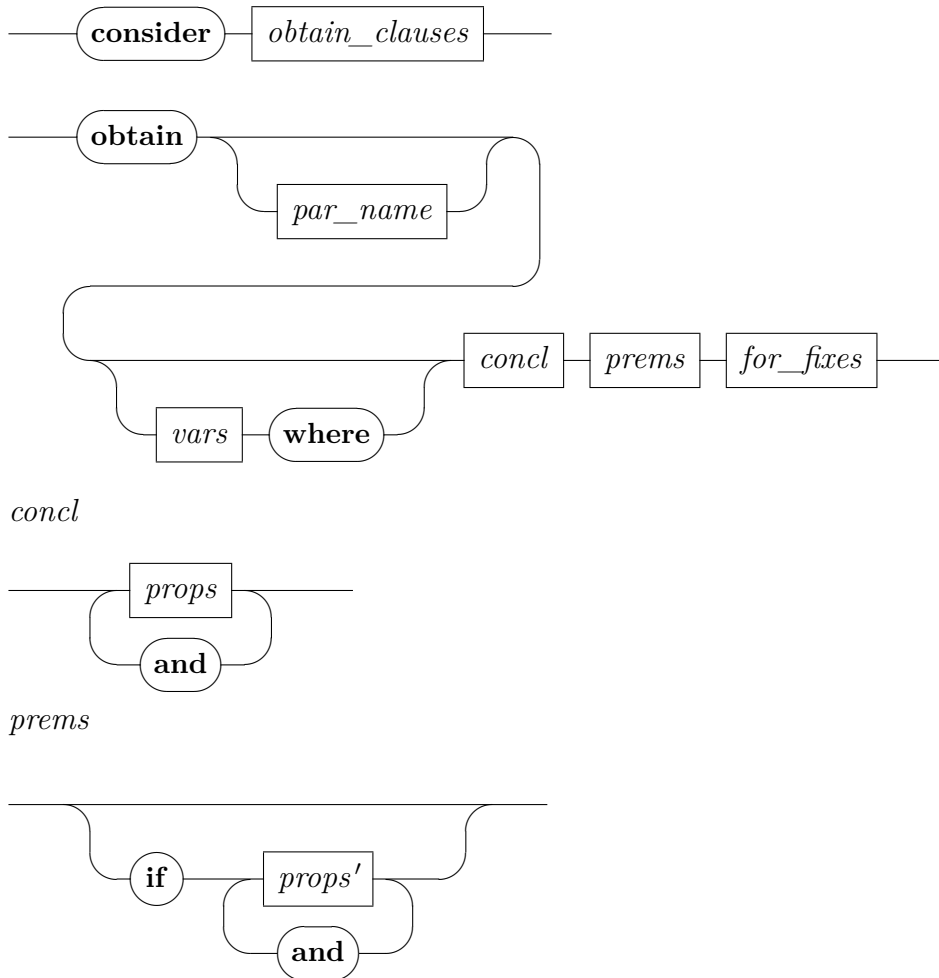 consider obtain_clauses
obtain
par_name
concl prems for_fixes
vars where
concl
props
and
prems
if props′
and